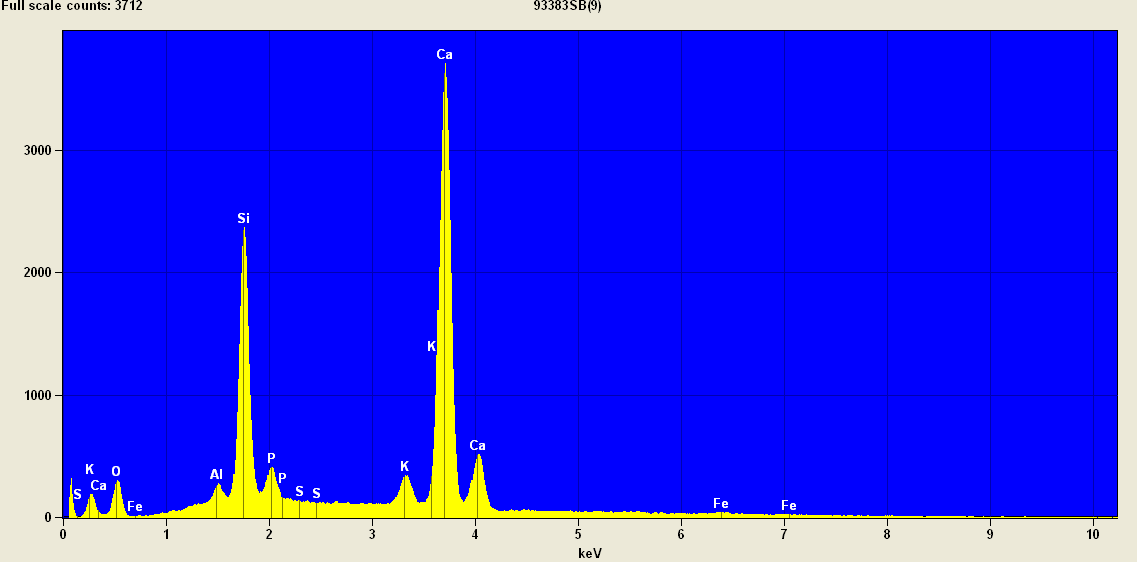 Full scale counts: 3712 93383SB(9)
Ca
3000
Si
2000
K
1000
Ca
P
K O K
Al P
S Ca S S
Fe Fe Fe
0
0 1 2 3 4 5 6 7 8 9 10
keV